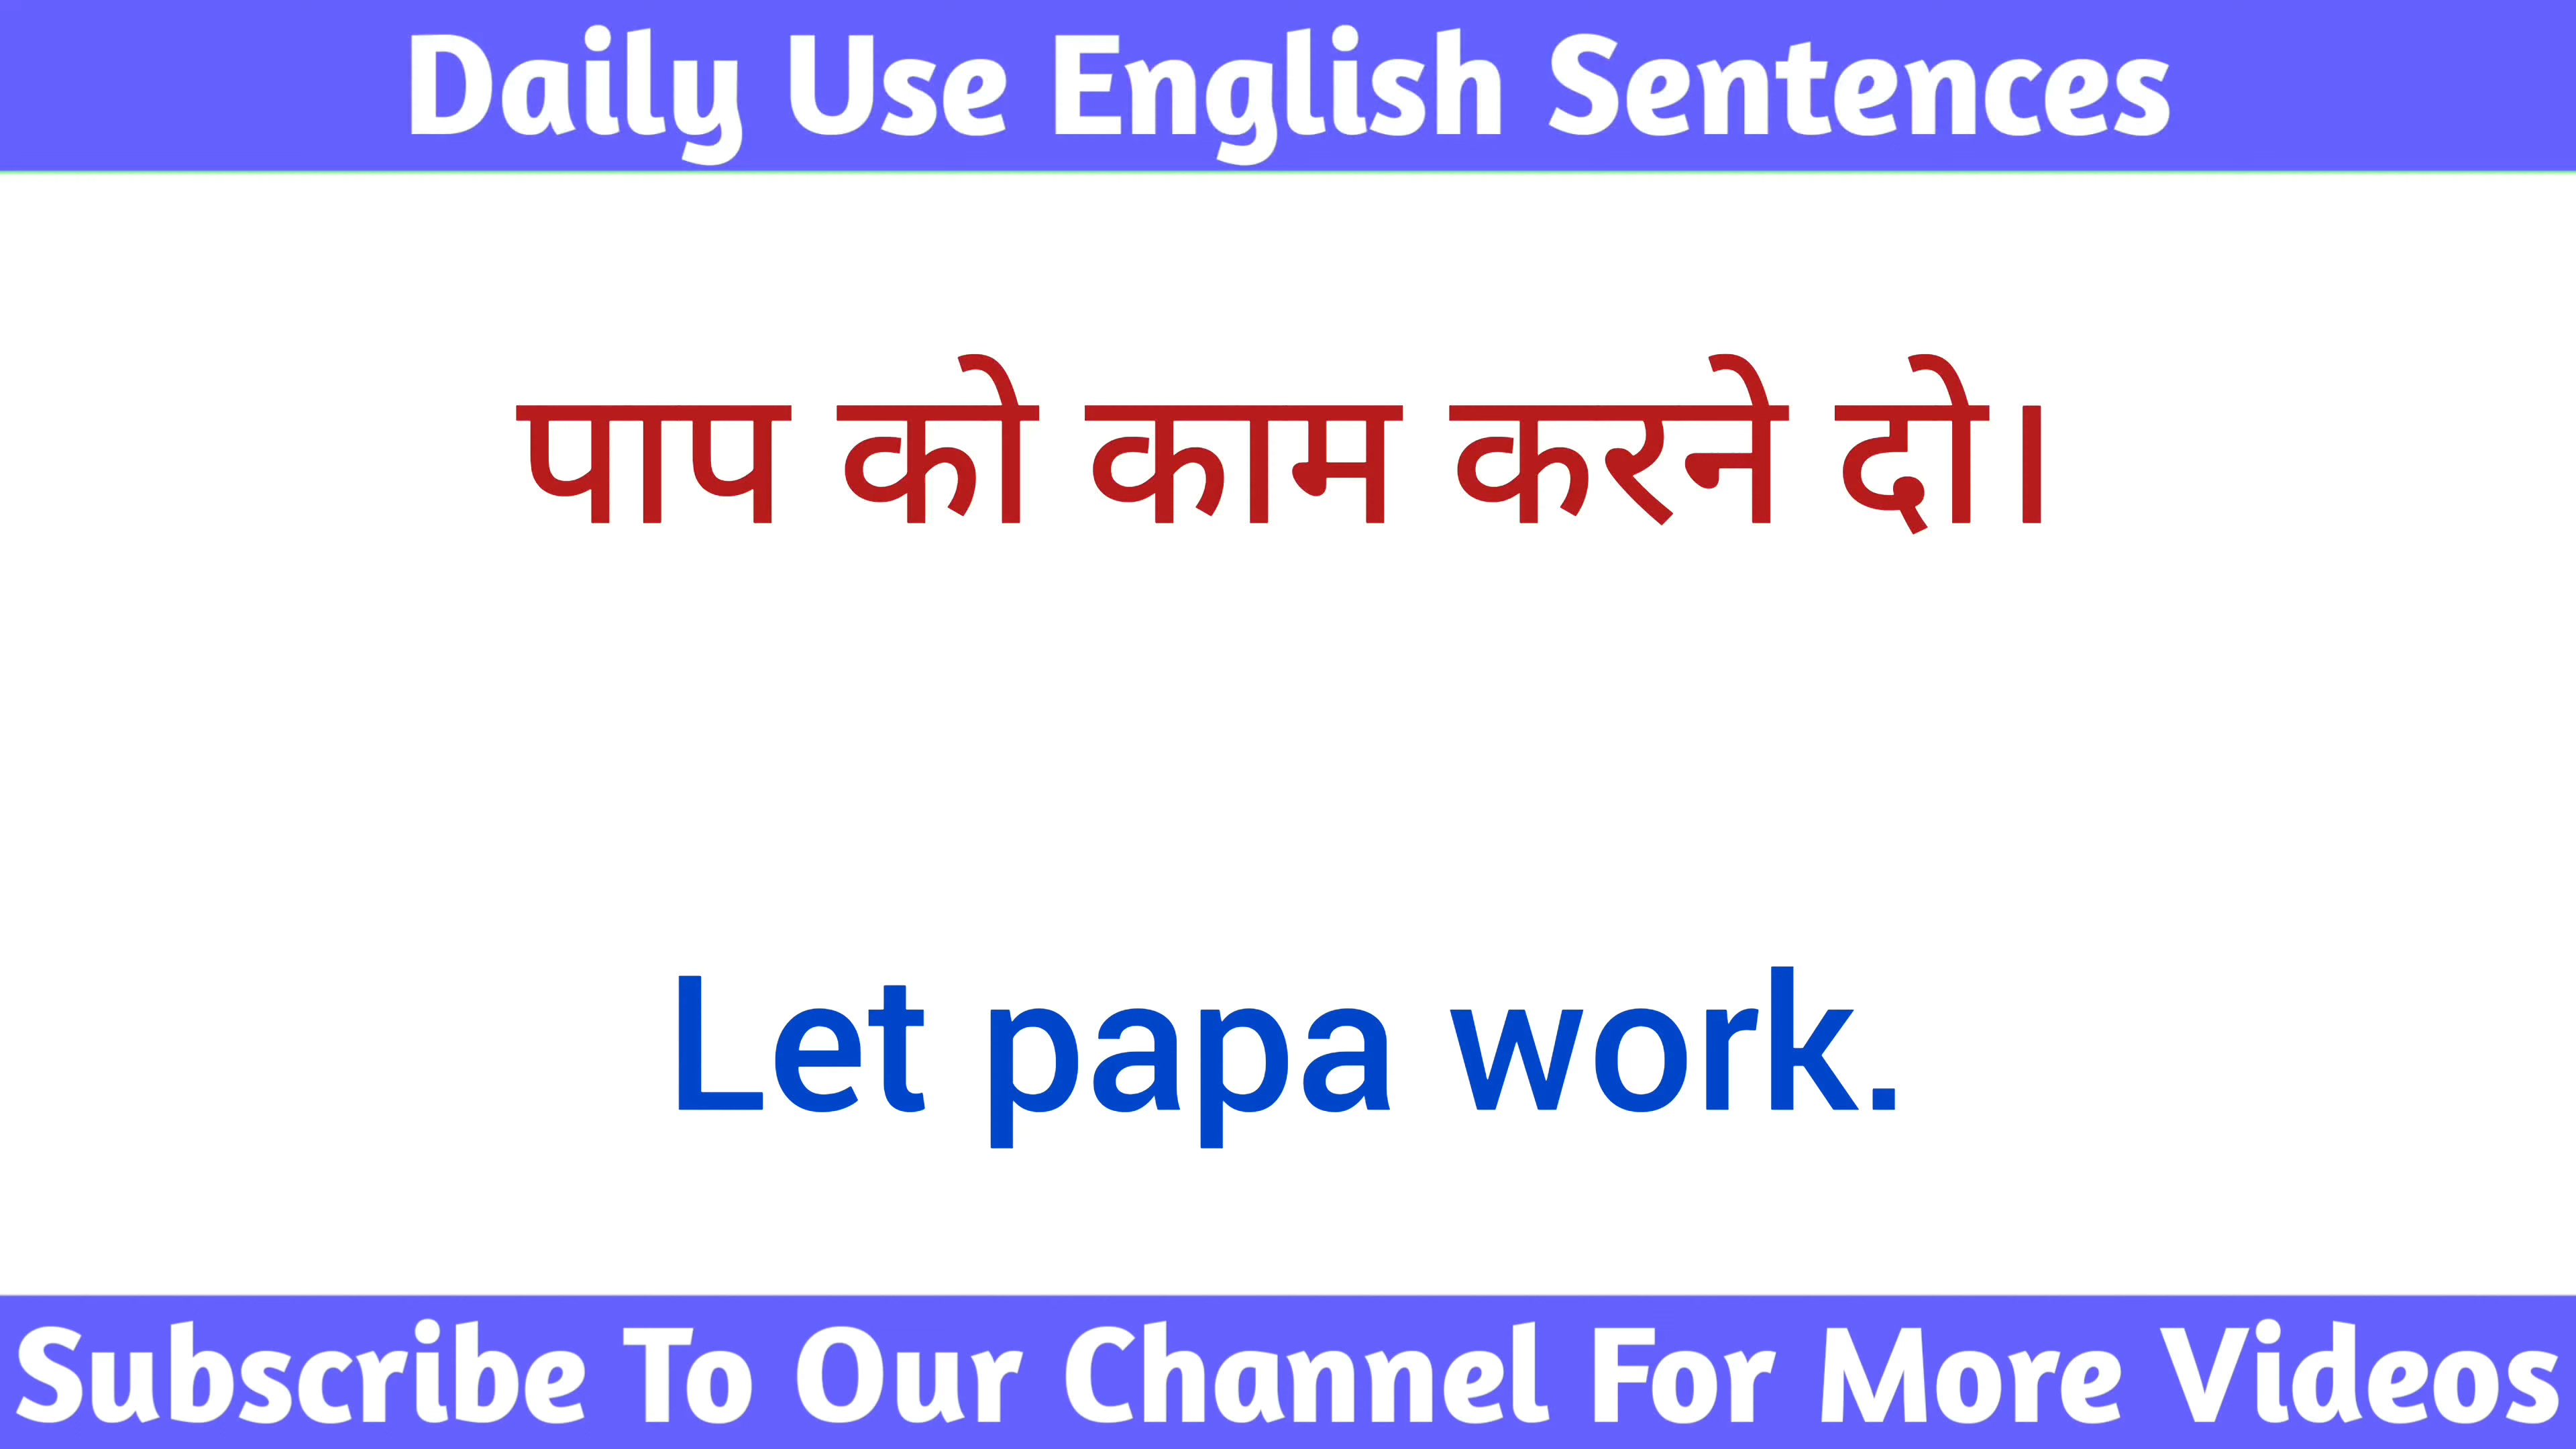 Daily Use English Sentences
पाप को काम करने दो।
Let papa work.
Subscribe To Our Channel For More Videos